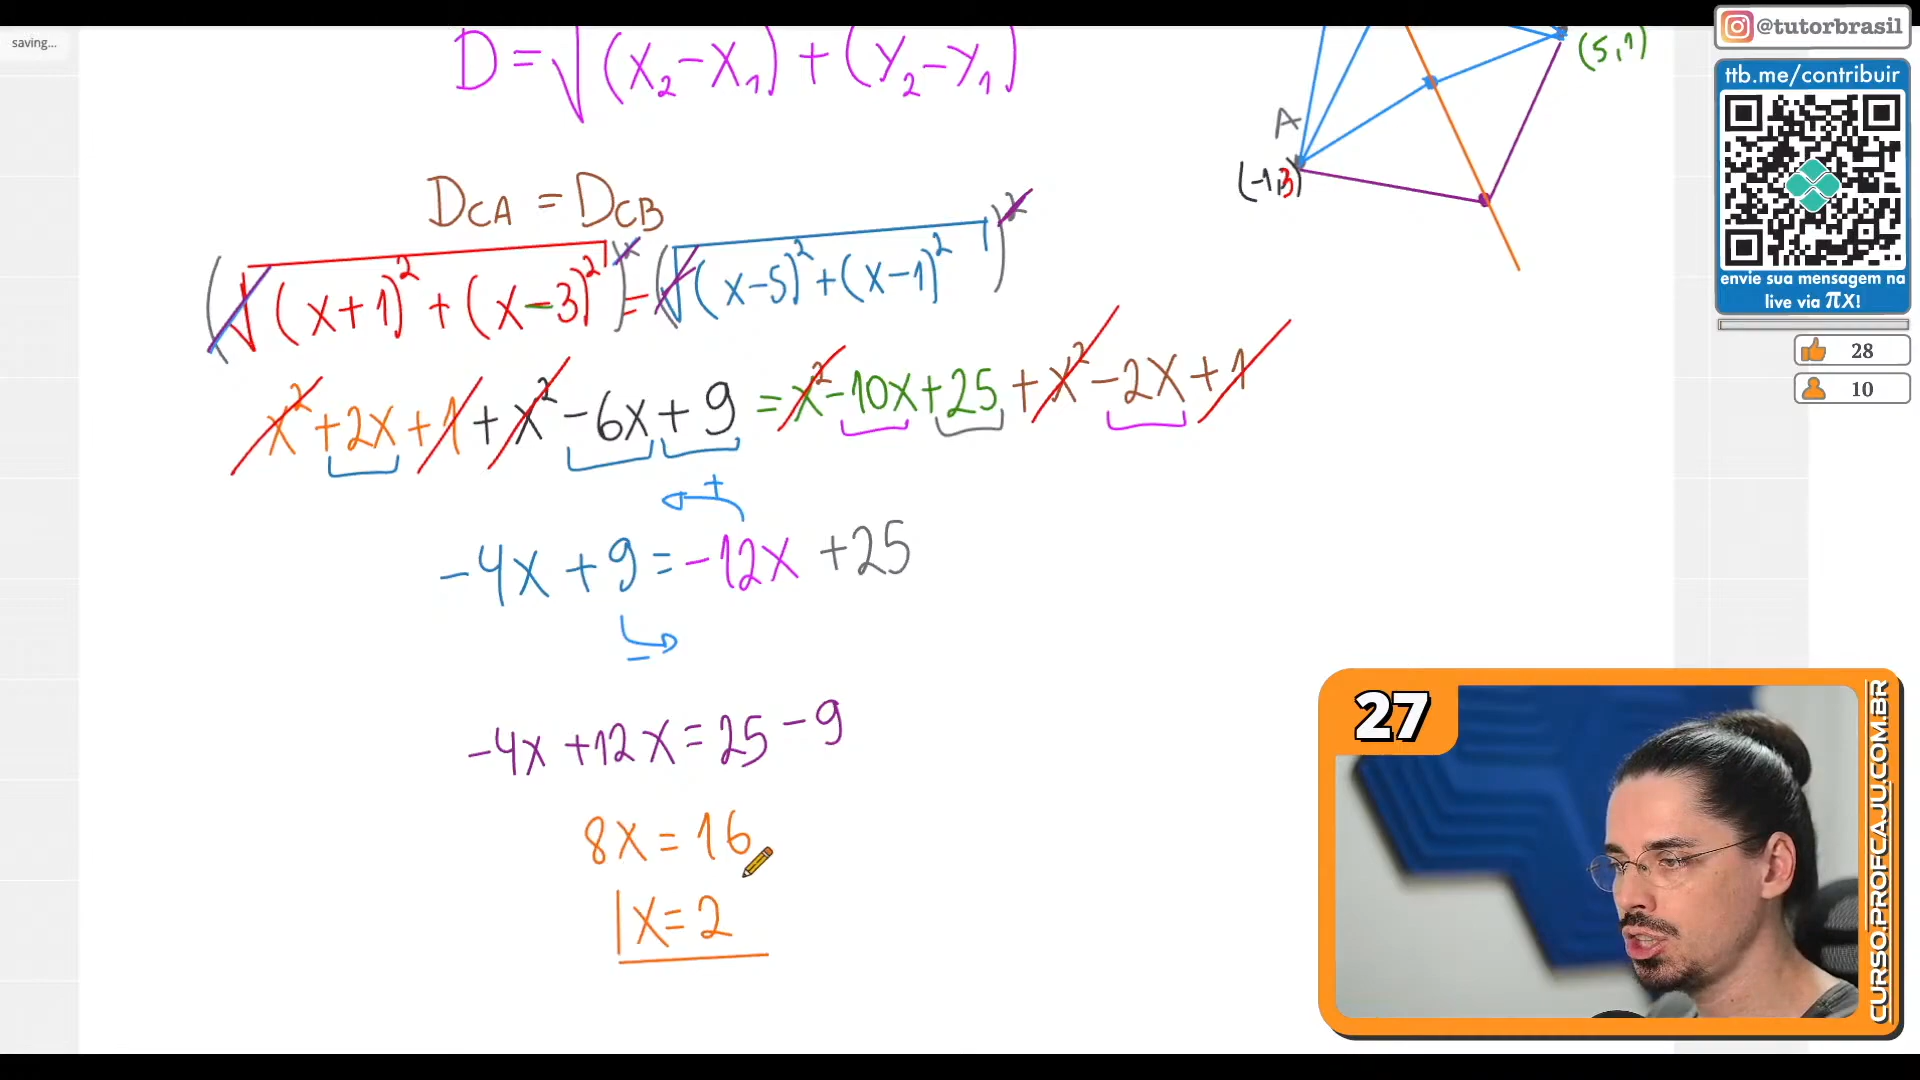 saving...
D = √(x₂-x₁) + (y₂-y₁)
(5,1)
A
(-1,3)
D_CA = D_CB
(√(x+1)² + (x-3)²)² = (√(x-5)² + (x-1)²)²
x² + 2x + 1 + x² - 6x + 9 = x² - 10x + 25 + x² - 2x + 1
+
-4x + 9 = -12x + 25
-
-4x + 12x = 25 - 9
8x = 16
x = 2
@tutorbrasil
ttb.me/contribuir
envie sua mensagem na
live via πX!
28
10
27
CURSO.PROFCAJU.COM.BR